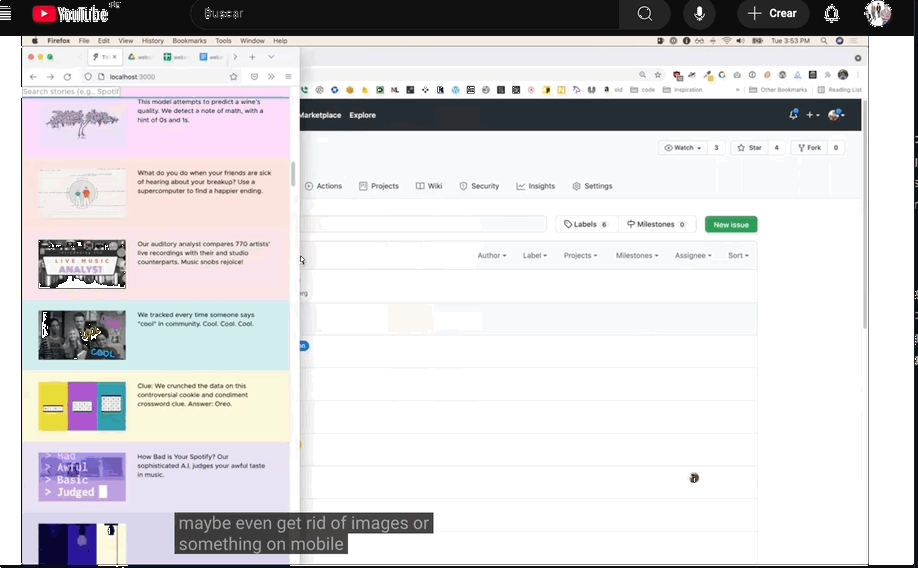 YouTube
Buscar
Crear
Firefox File Edit View History Bookmarks Tools Window Help
Tue 3:53 PM
localhost:3000
Search stories (e.g., Spotif
Other Bookmarks
Reading List
old
code
Inspiration
Marketplace Explore
Watch 3 Star 4 Fork 0
Actions Projects Wiki Security Insights Settings
Labels 6 Milestones 0 New issue
Author Label Projects Milestones Assignee Sort
This model attempts to predict a wine's
quality. We detect a note of math, with a
hint of 0s and 1s.
What do you do when your friends are sick
of hearing about your breakup? Use a
supercomputer to find a happier ending.
LIVE MUSIC
ANALYST
Our auditory analyst compares 770 artists'
live recordings with their and studio
counterparts. Music snobs rejoice!
COOL
We tracked every time someone says
"cool" in community. Cool. Cool. Cool.
Clue: We crunched the data on this
controversial cookie and condiment
crossword clue. Answer: Oreo.
> Bad
> Awful
> Basic
> Judged
How Bad is Your Spotify? Our
sophisticated A.I. judges your awful taste
in music.
maybe even get rid of images or
something on mobile